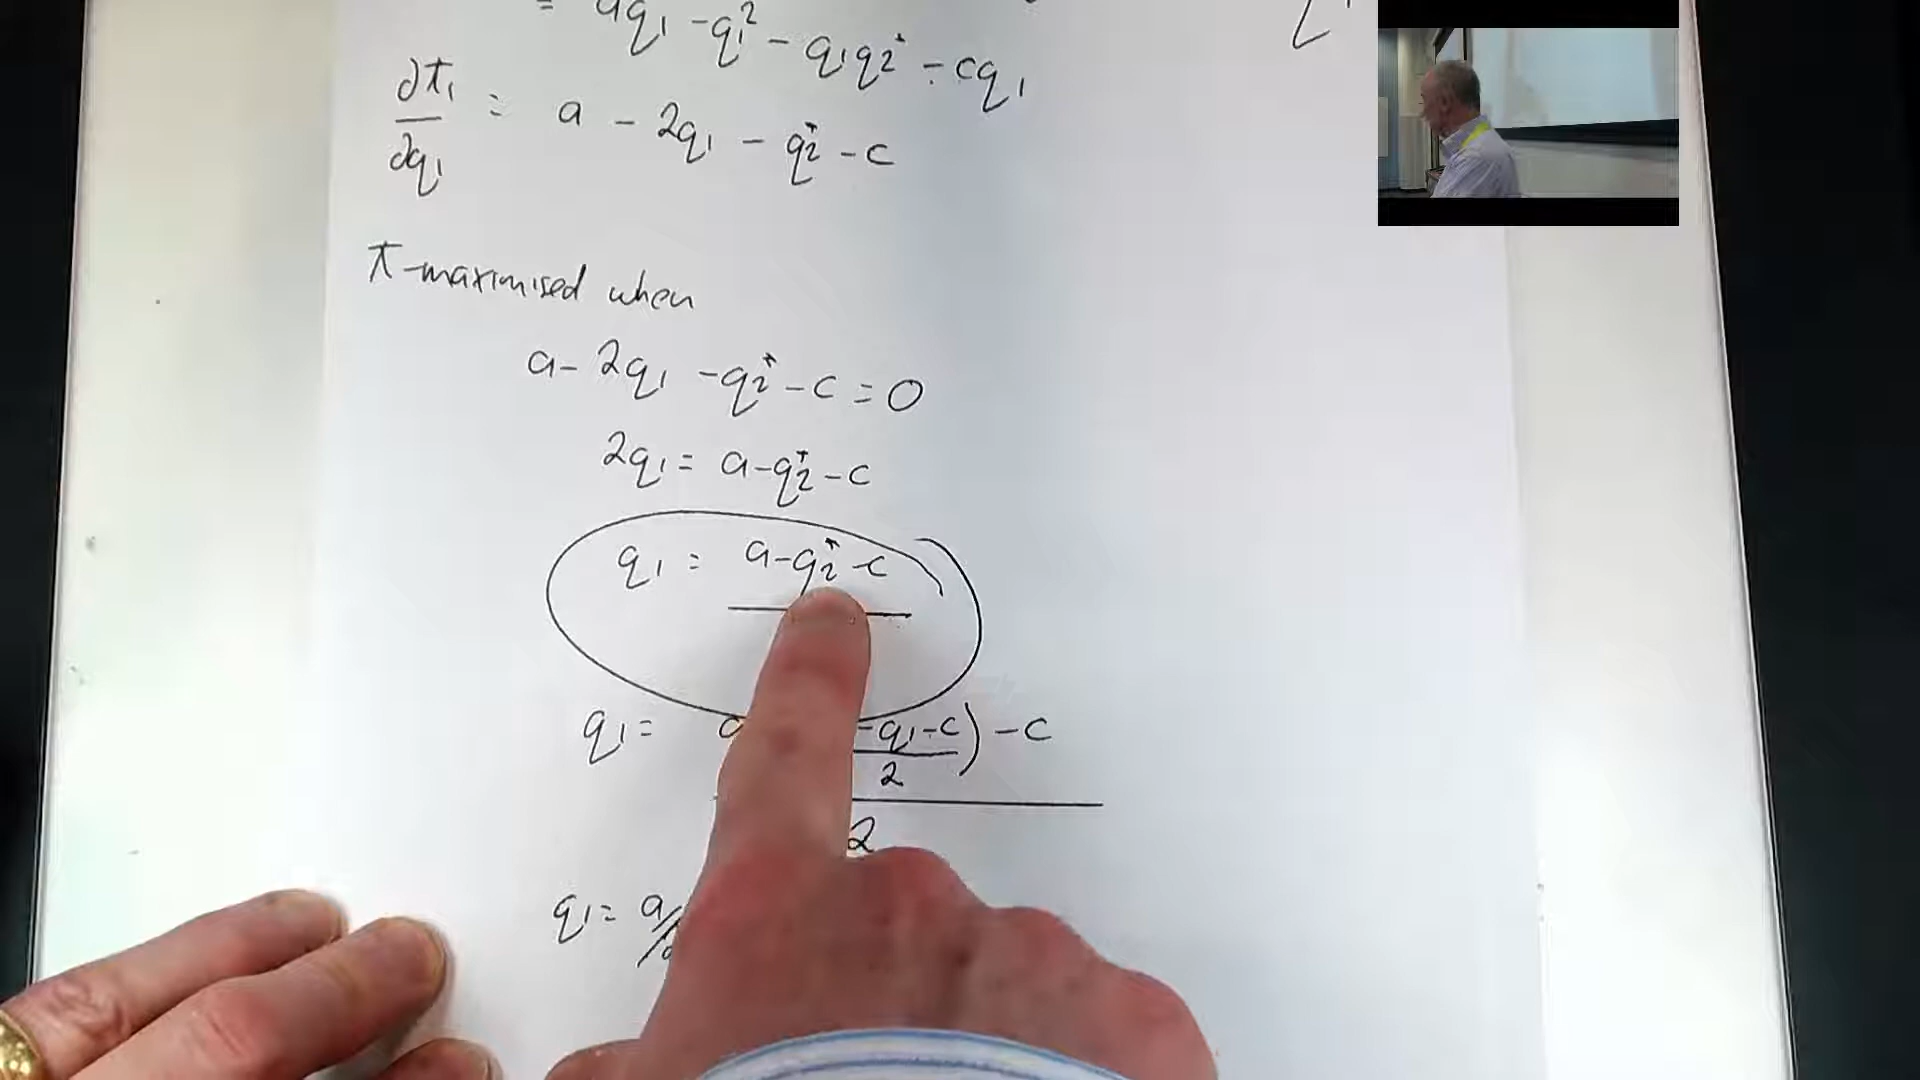 = aq₁ - q₁² - q₁q₂* - cq₁
∂π₁/∂q₁ = a - 2q₁ - q₂* - c
π-maximised when
a - 2q₁ - q₂* - c = 0
2q₁ = a - q₂* - c
q₁ = a - q₂* - c
q₁ = - q₁ - c) - c
2
2
q₁ = a/